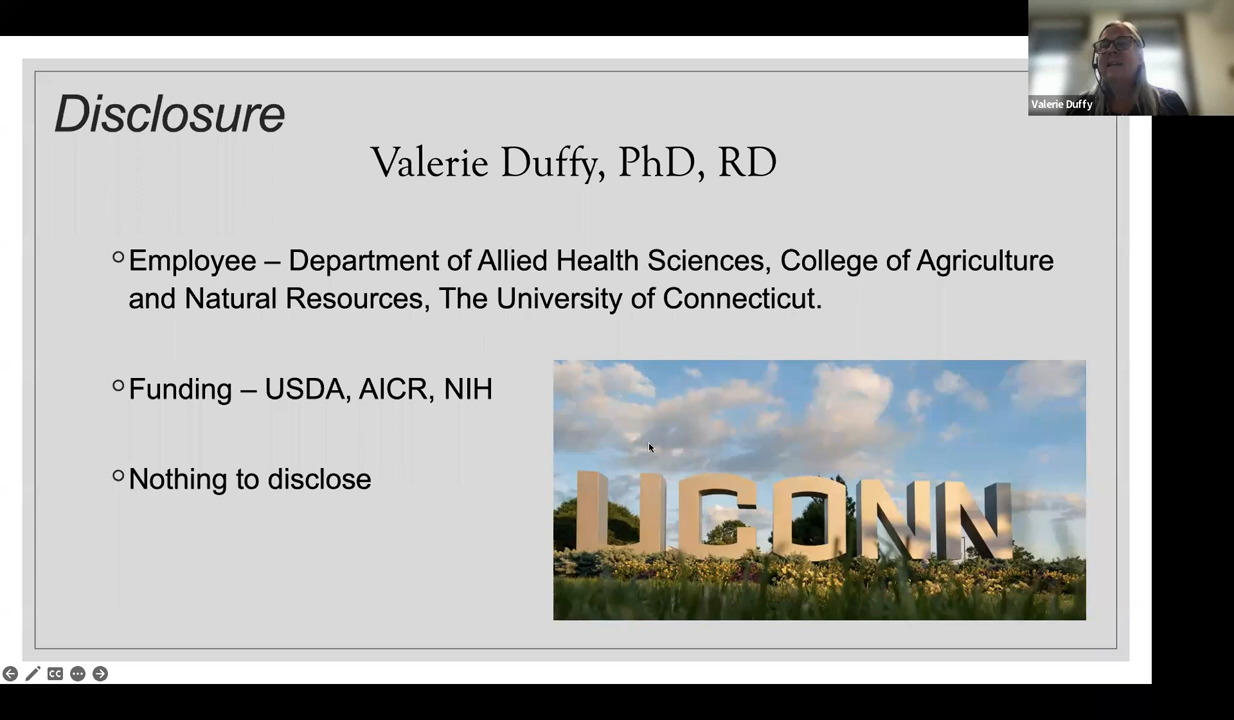 Disclosure
Valerie Duffy, PhD, RD
Valerie Duffy
Employee – Department of Allied Health Sciences, College of Agriculture
and Natural Resources, The University of Connecticut.
Funding – USDA, AICR, NIH
Nothing to disclose
UCONN
CC